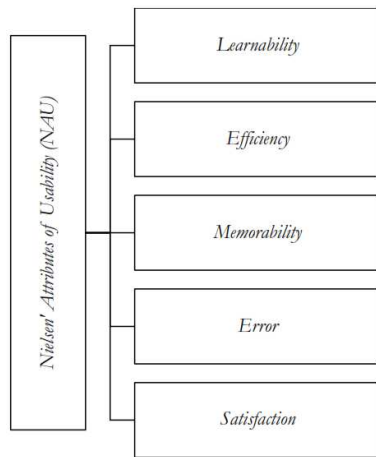 Nielsen' Attributes of Usability (NAU)
Learnability
Efficiency
Memorability
Error
Satisfaction